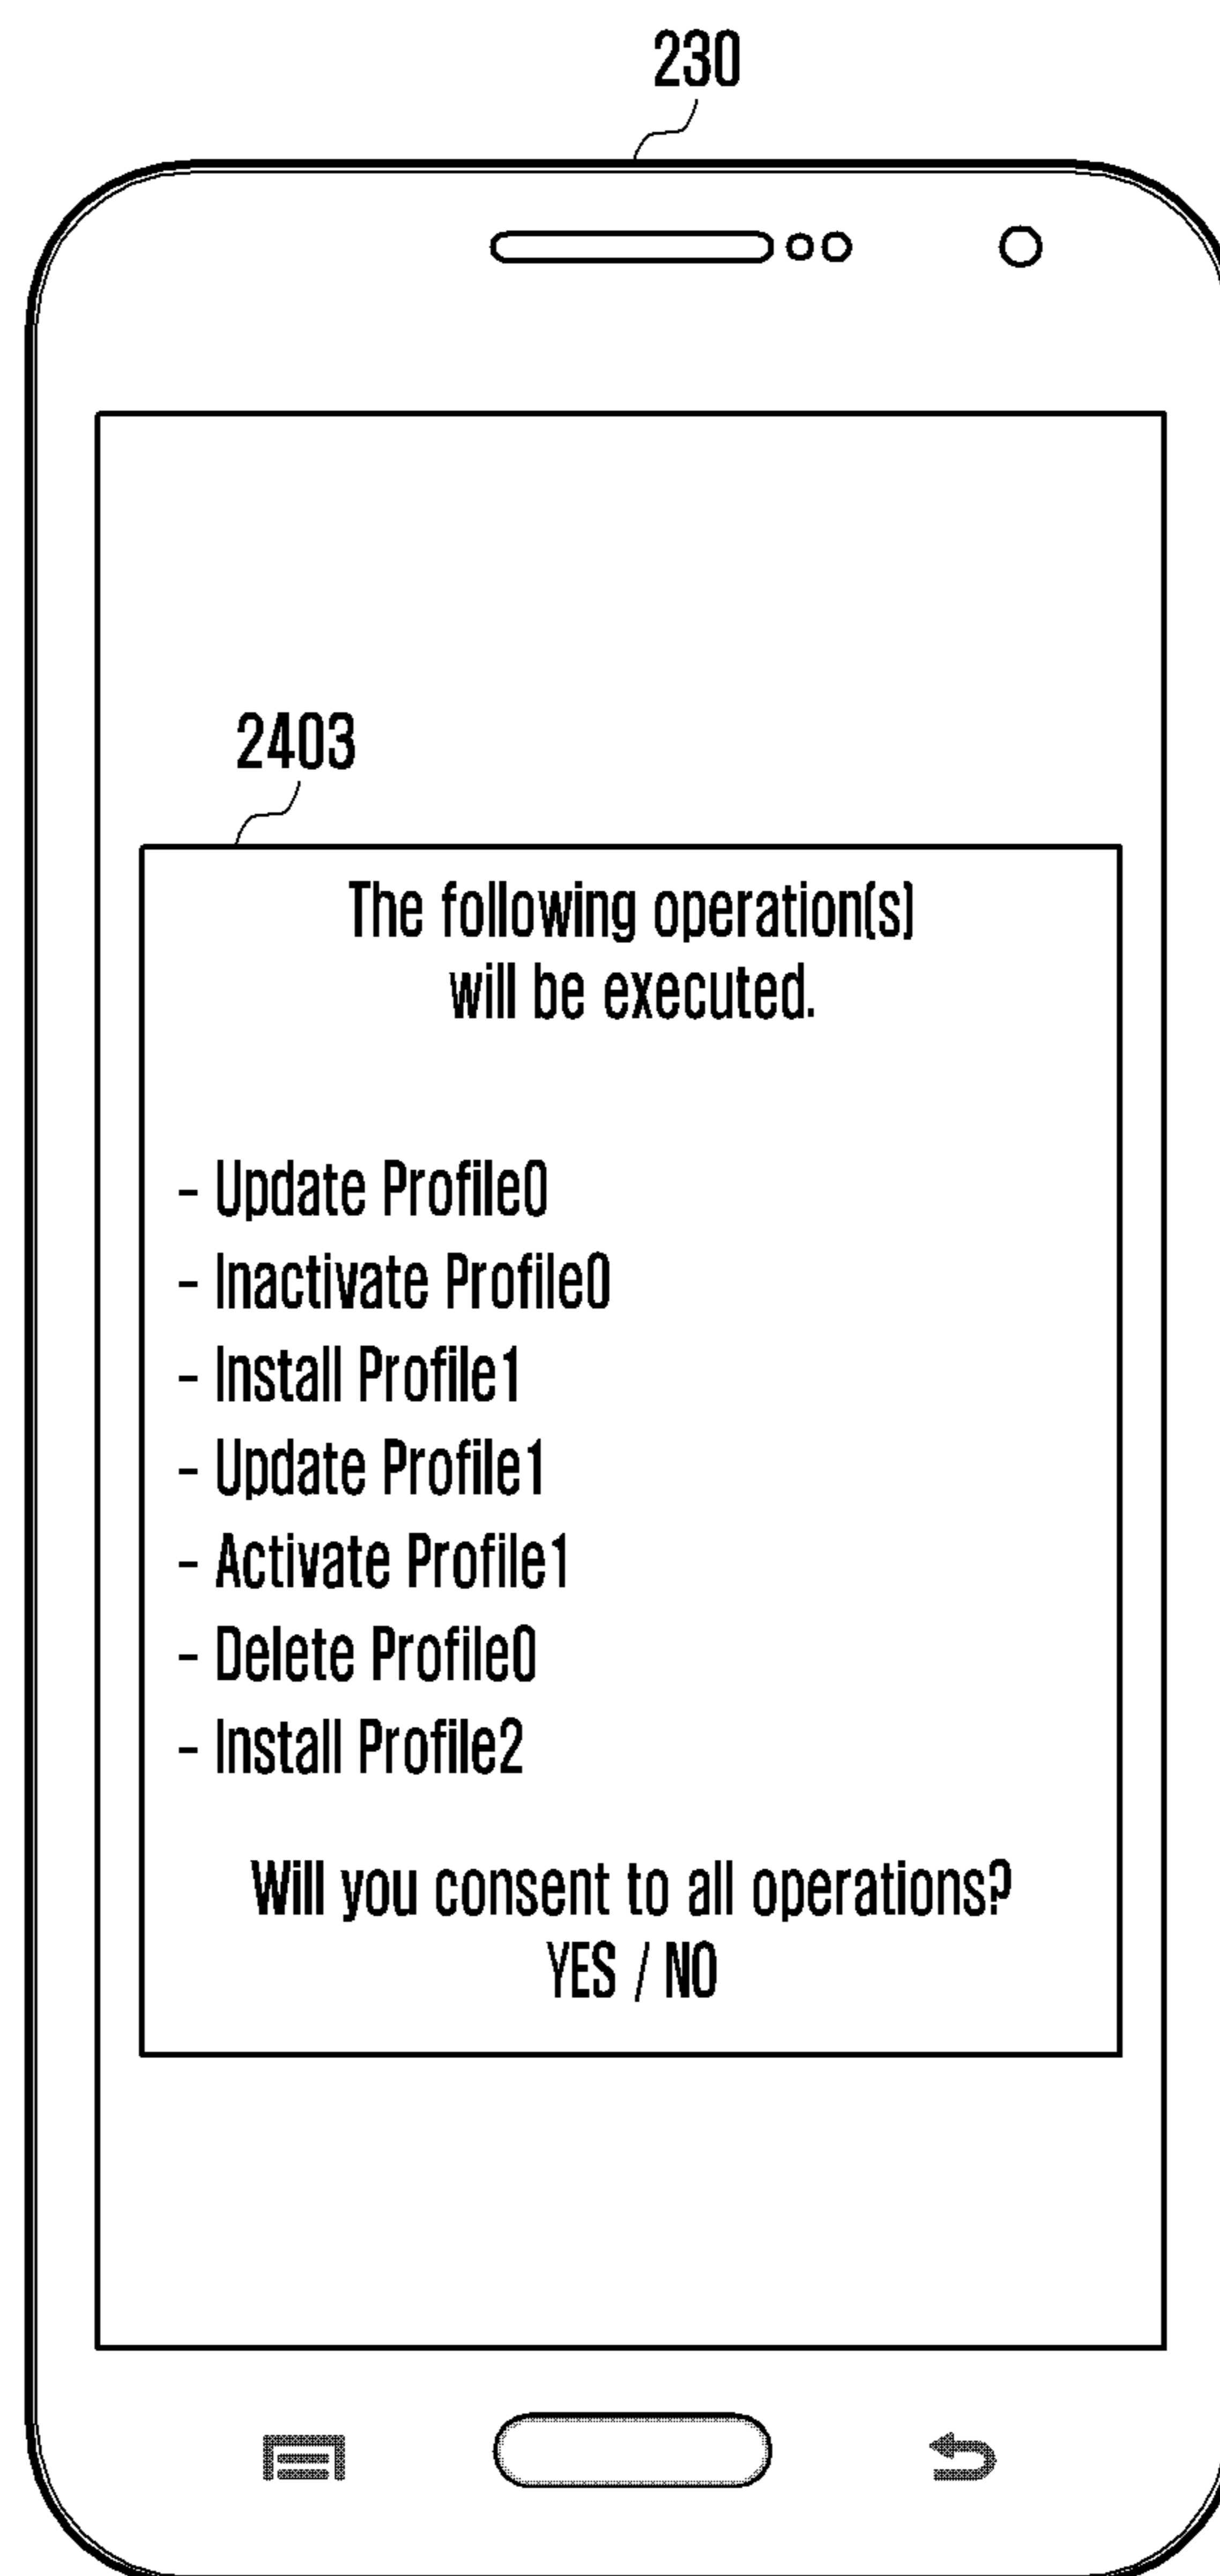 230
2403
The following operation(s)
will be executed.
- Update Profile0
- Inactivate Profile0
- Install Profile1
- Update Profile1
- Activate Profile1
- Delete Profile0
- Install Profile2
Will you consent to all operations?
YES / NO